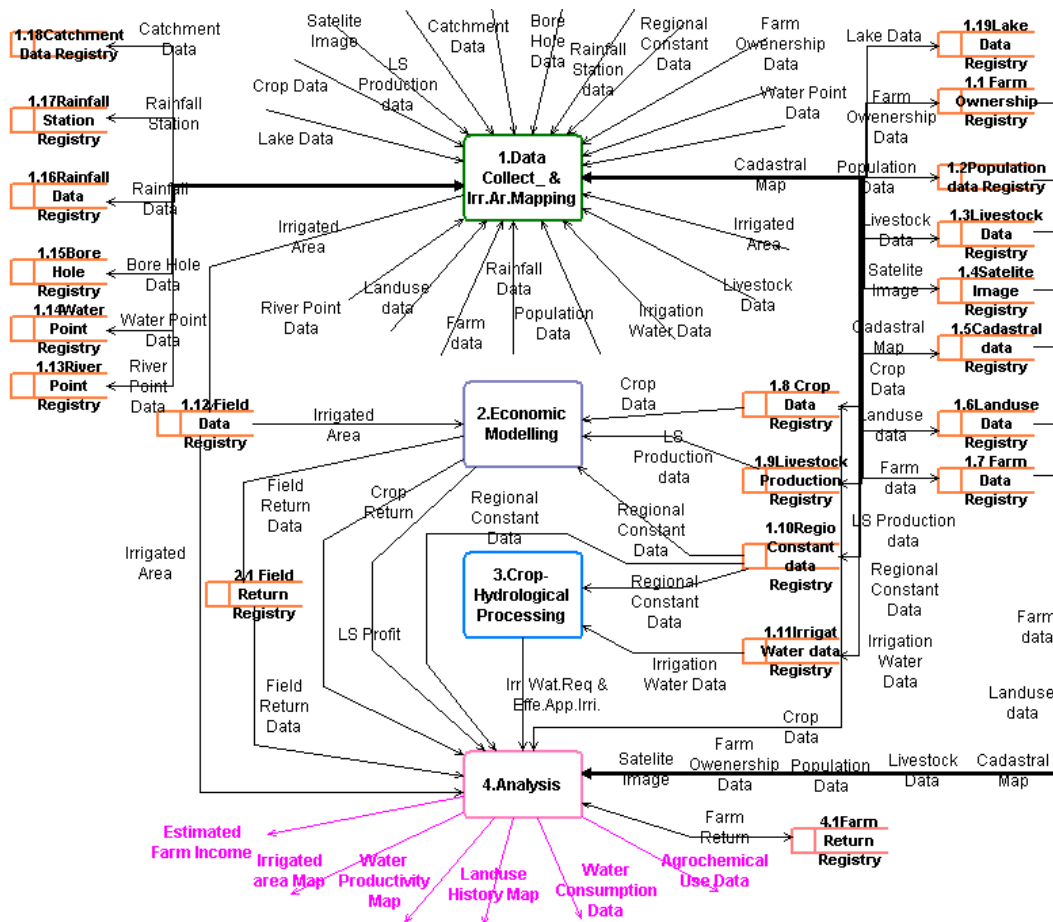 1.18Catchment
Data Registry
Catchment
Data
Satelite
Image
LS
Production
data
Crop Data
Lake Data
Catchment
Data
Bore
Hole
Data
Rainfall
Station
data
Regional
Constant
Data
Farm
Owenership
Data
Water Point
Data
Lake Data
1.19Lake
Data
Registry
1.1 Farm
Ownership
Farm
Owenership
Data
1.17Rainfall
Station
Registry
Rainfall
Station
1.Data
Collect_ &
Irr.Ar.Mapping
Cadastral
Map
Population
Data
1.2Population
data Registry
1.16Rainfall
Data
Registry
Rainfall
Data
Irrigated
Area
Irrigated
Area
Livestock
Data
1.3Livestock
Data
Registry
1.15Bore
Hole
Registry
Bore Hole
Data
River Point
Data
Landuse
data
Farm
data
Rainfall
Data
Population
Data
Irrigation
Water Data
Livestock
Data
Satelite
Image
1.4Satelite
Image
Registry
1.14Water
Point
Registry
Water Point
Data
Cadastral
Map
1.5Cadastral
data
Registry
1.13River
Point
Registry
River
Point
Data
Crop
Data
1.12.Field
Data
Registry
Irrigated
Area
2.Economic
Modelling
Crop
Data
1.8 Crop
Data
Registry
Landuse
data
1.6Landuse
Data
Registry
LS
Production
data
1.9Livestock
Production
Registry
Farm
data
1.7 Farm
Data
Registry
Field
Return
Data
Crop
Return
Regional
Constant
Data
Regional
Constant
Data
1.10Regio
Constant
data
Registry
LS Production
data
Irrigated
Area
2.1 Field
Return
Registry
3.Crop-
Hydrological
Processing
Regional
Constant
Data
Regional
Constant
Data
Farm
data
LS Profit
Irrigation
Water Data
1.11Irrigat
Water data
Registry
Irrigation
Water
Data
Field
Return
Data
Irr. Wat.Req &
Effe.App.Irri.
Landuse
data
Crop
Data
4.Analysis
Satelite
Image
Farm
Owenership
Data
Population
Data
Livestock
Data
Cadastral
Map
Farm
Return
4.1Farm
Return
Registry
Estimated
Farm Income
Irrigated
area Map
Water
Productivity
Map
Landuse
History Map
Water
Consumption
Data
Agrochemical
Use Data